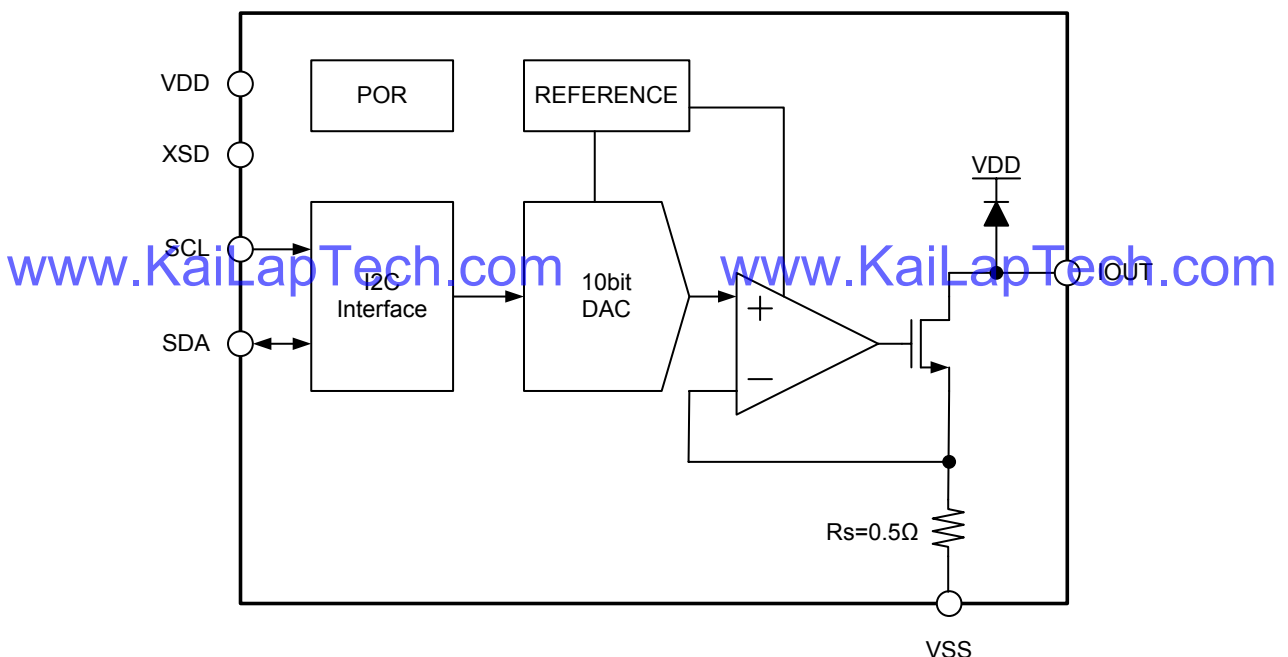 VDD
POR
REFERENCE
XSD
VDD
SCL
www.KaiLapTech.com
www.KaiLapTech.com
IOUT
I2C
Interface
10bit
DAC
+
−
SDA
Rs=0.5Ω
VSS